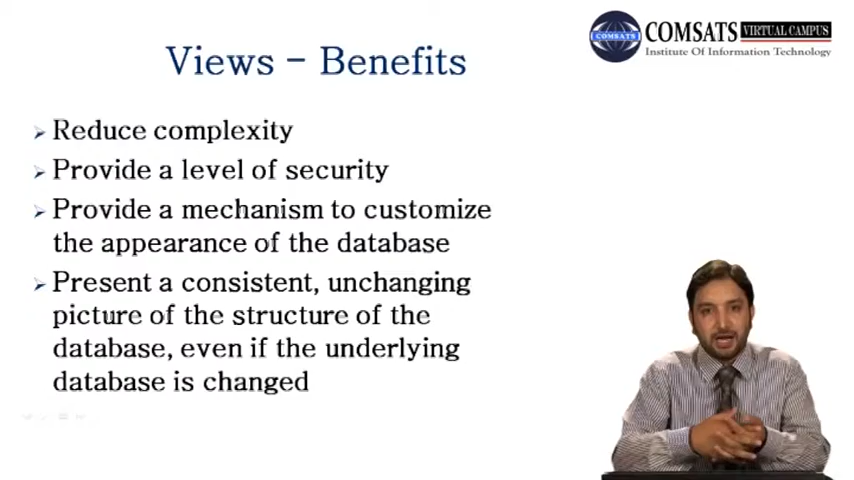 Views – Benefits
COMSATS VIRTUAL CAMPUS
Institute Of Information Technology
COMSATS
➢ Reduce complexity
➢ Provide a level of security
➢ Provide a mechanism to customize
the appearance of the database
➢ Present a consistent, unchanging
picture of the structure of the
database, even if the underlying
database is changed